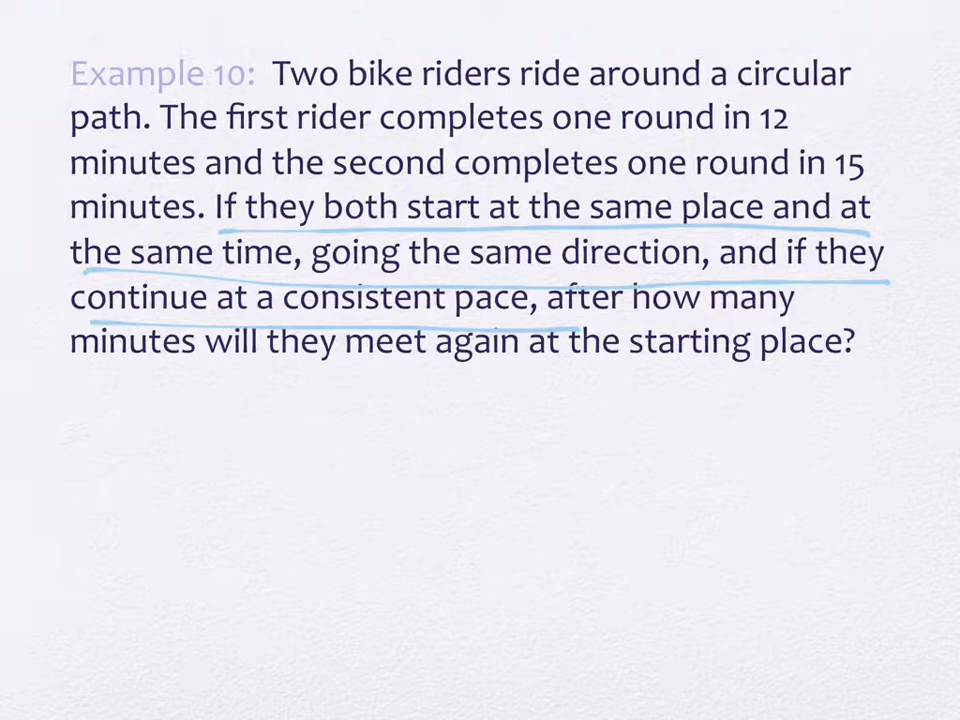 Example 10: Two bike riders ride around a circular
path. The first rider completes one round in 12
minutes and the second completes one round in 15
minutes. If they both start at the same place and at
the same time, going the same direction, and if they
continue at a consistent pace, after how many
minutes will they meet again at the starting place?